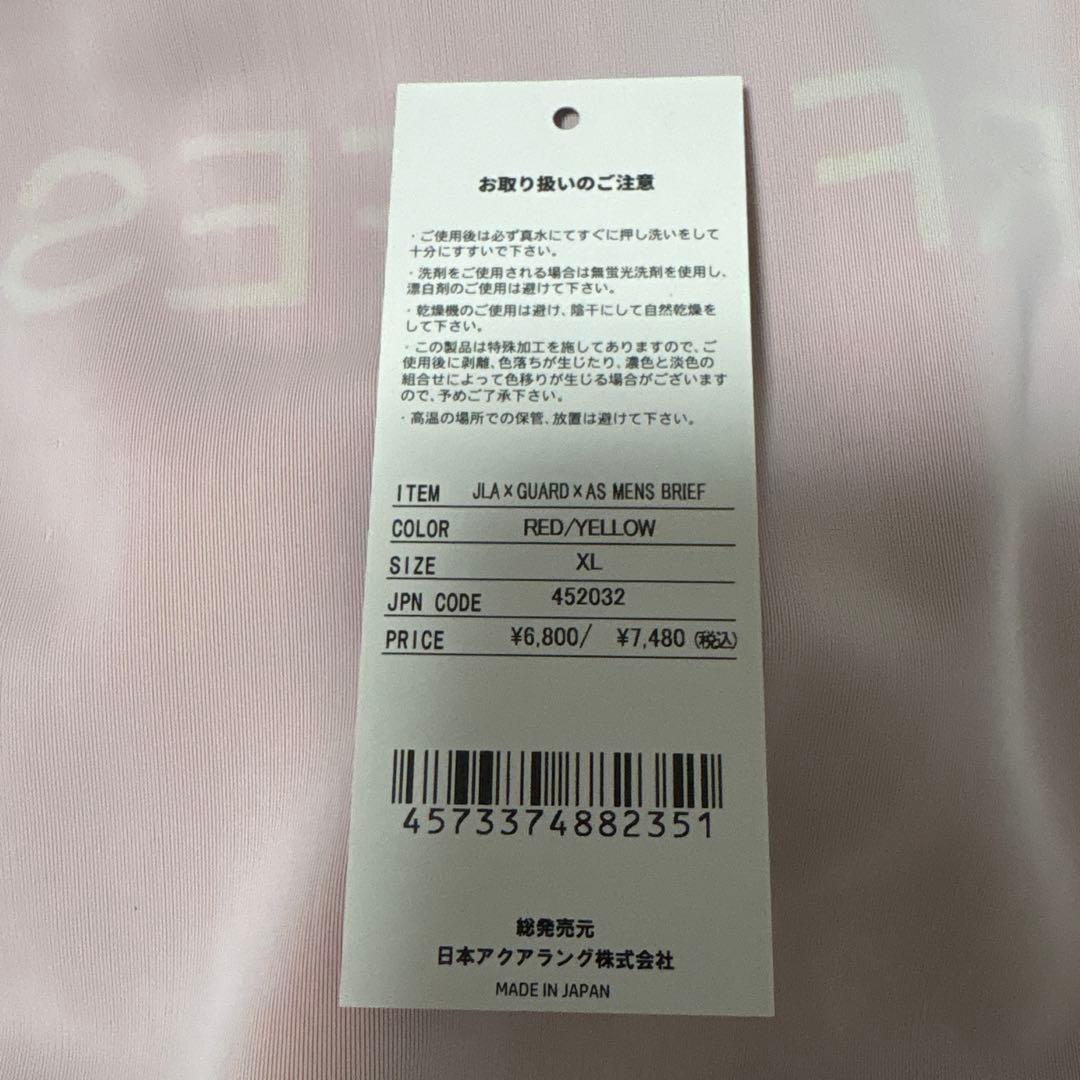 お取り扱いのご注意
・ご使用後は必ず真水にてすぐに押し洗いをして
十分にすすいで下さい。
・洗剤をご使用される場合は無蛍光洗剤を使用し、
漂白剤のご使用は避けて下さい。
・乾燥機のご使用は避け、陰干にして自然乾燥を
して下さい。
・この製品は特殊加工を施してありますので、ご
使用後に剥離、色落ちが生じたり、濃色と淡色の
組合せによって色移りが生じる場合がございます
ので、予めご了承下さい。
・高温の場所での保管、放置は避けて下さい。
ITEM JLA×GUARD×AS MENS BRIEF
COLOR RED/YELLOW
SIZE XL
JPN CODE 452032
PRICE ¥6,800/ ¥7,480 (税込)
4573374882351
総発売元
日本アクアラング株式会社
MADE IN JAPAN